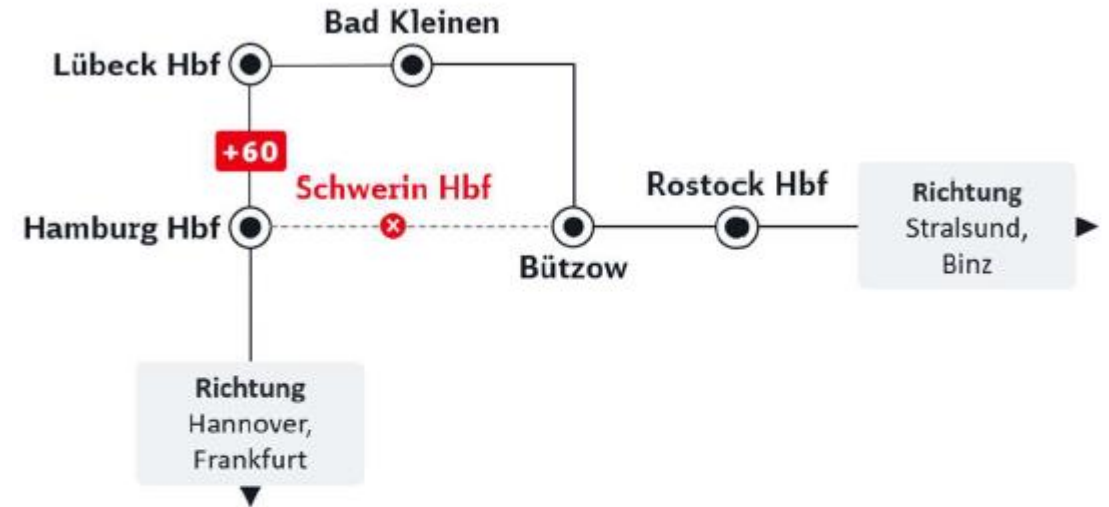 Bad Kleinen
Lübeck Hbf
+60
Schwerin Hbf
Rostock Hbf
Hamburg Hbf
Bützow
Richtung
Stralsund,
Binz
Richtung
Hannover,
Frankfurt